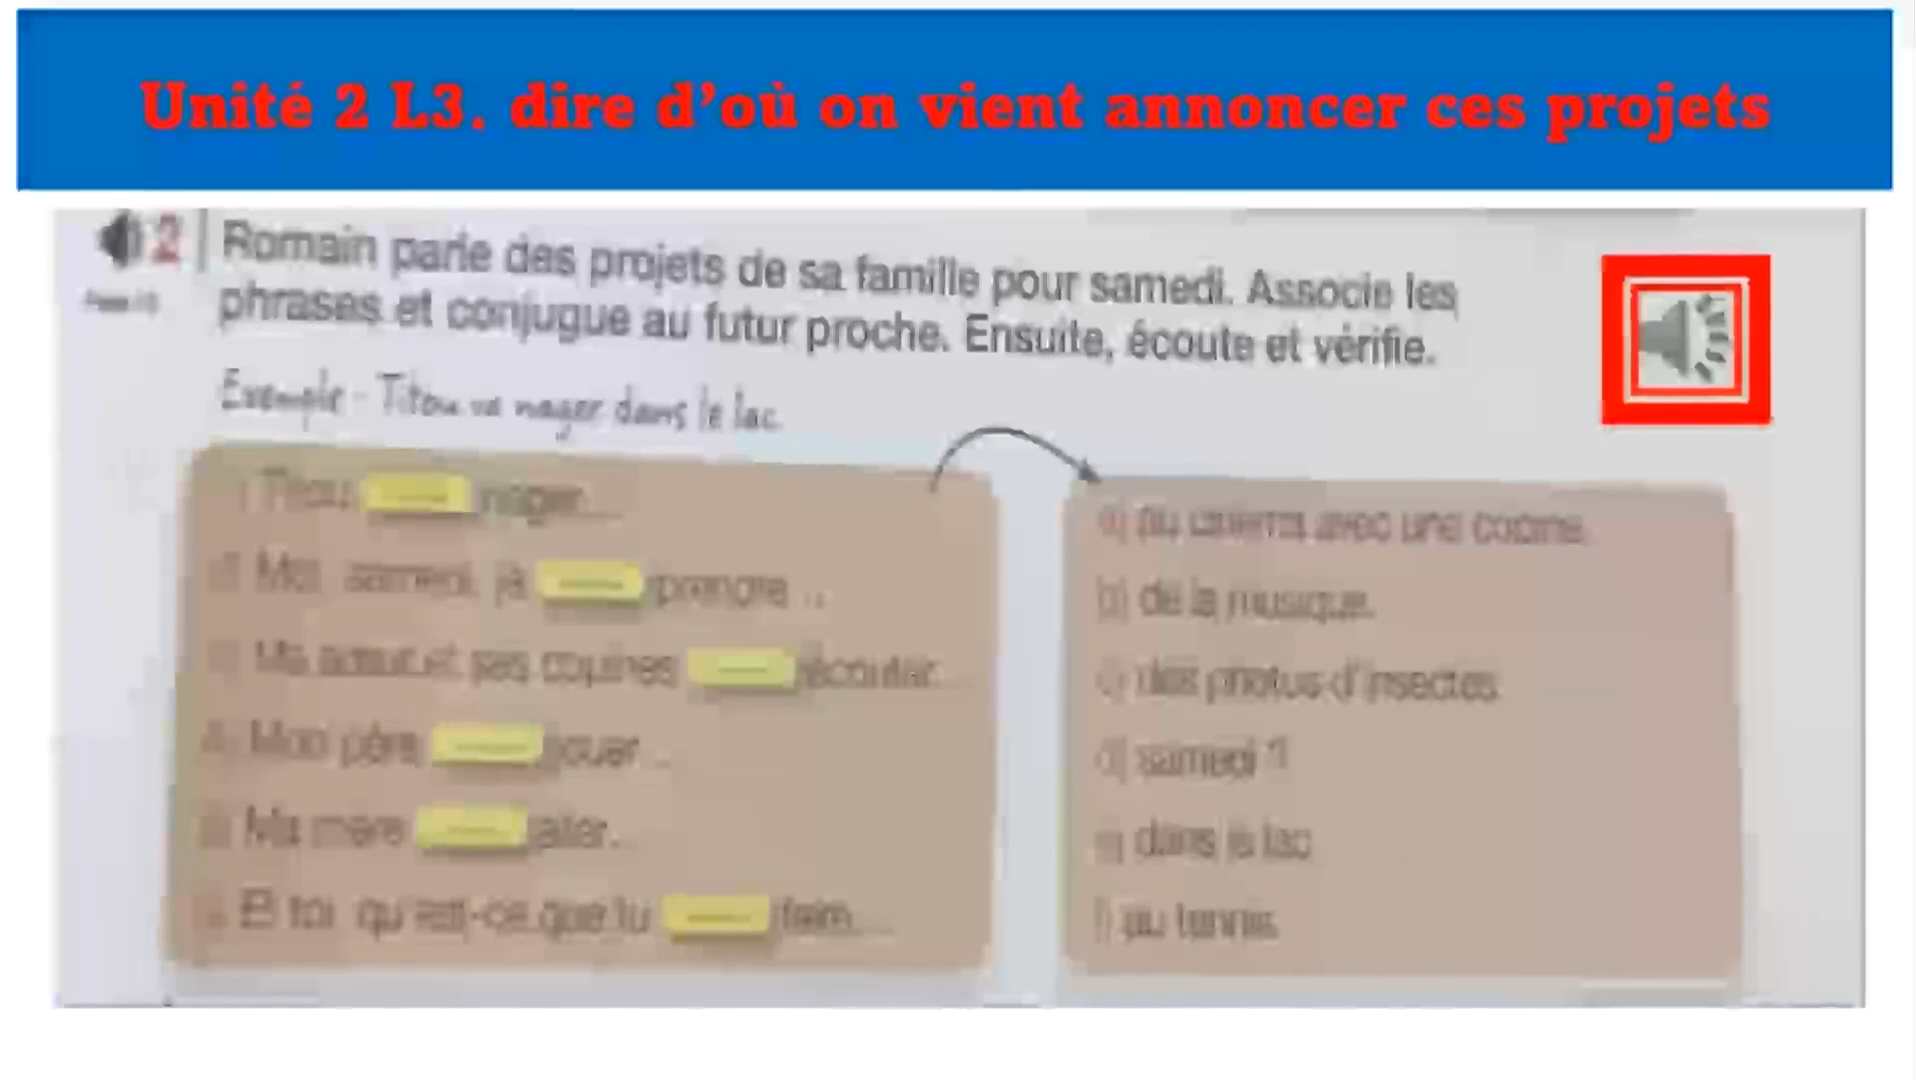 Unité 2 L3. dire d'où on vient annoncer ces projets
2 Romain parle des projets de sa famille pour samedi. Associe les
phrases et conjugue au futur proche. Ensuite, écoute et vérifie.
Exemple - Titou va nager dans le lac.
Titou nager...
Moi, samedi, je prendre ...
Ma sœur et ses copines écouter...
Mon père jouer ...
Ma mère aller...
Et toi, qu'est-ce que tu faire...
a) au cinéma avec une copine.
b) de la musique.
c) des photos d'insectes.
d) samedi ?
e) dans le lac.
f) au tennis.